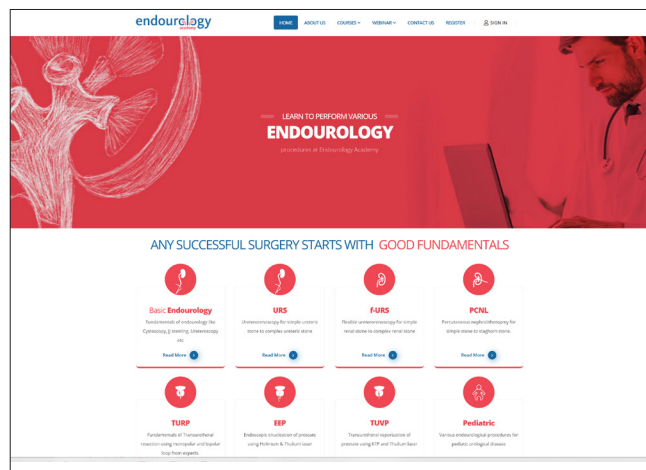 endourology
academy
HOME ABOUT US COURSES WEBINAR CONTACT US REGISTER SIGN IN
LEARN TO PERFORM VARIOUS
ENDOUROLOGY
procedures at Endourology Academy
ANY SUCCESSFUL SURGERY STARTS WITH GOOD FUNDAMENTALS
Basic Endourology
Fundamentals of endourology like
Cystoscopy, JJ stenting, Ureteroscopy
etc
Read More
URS
Ureterorenoscopy for simple ureteric
stone to complex ureteric stone
Read More
f-URS
Flexible ureterorenoscopy for simple
renal stone to complex renal stone
Read More
PCNL
Percutaneous nephrolithotripsy for
simple stone to staghorn stone
Read More
TURP
Fundamentals of Transurethral
resection using monopolar and bipolar
loop from experts.
EEP
Endoscopic enucleation of prostate
using Holmium & Thulium laser
TUVP
Transurethral vaporization of
prostate using KTP and Thulium laser
Pediatric
Various endourological procedures for
pediatric urological disease